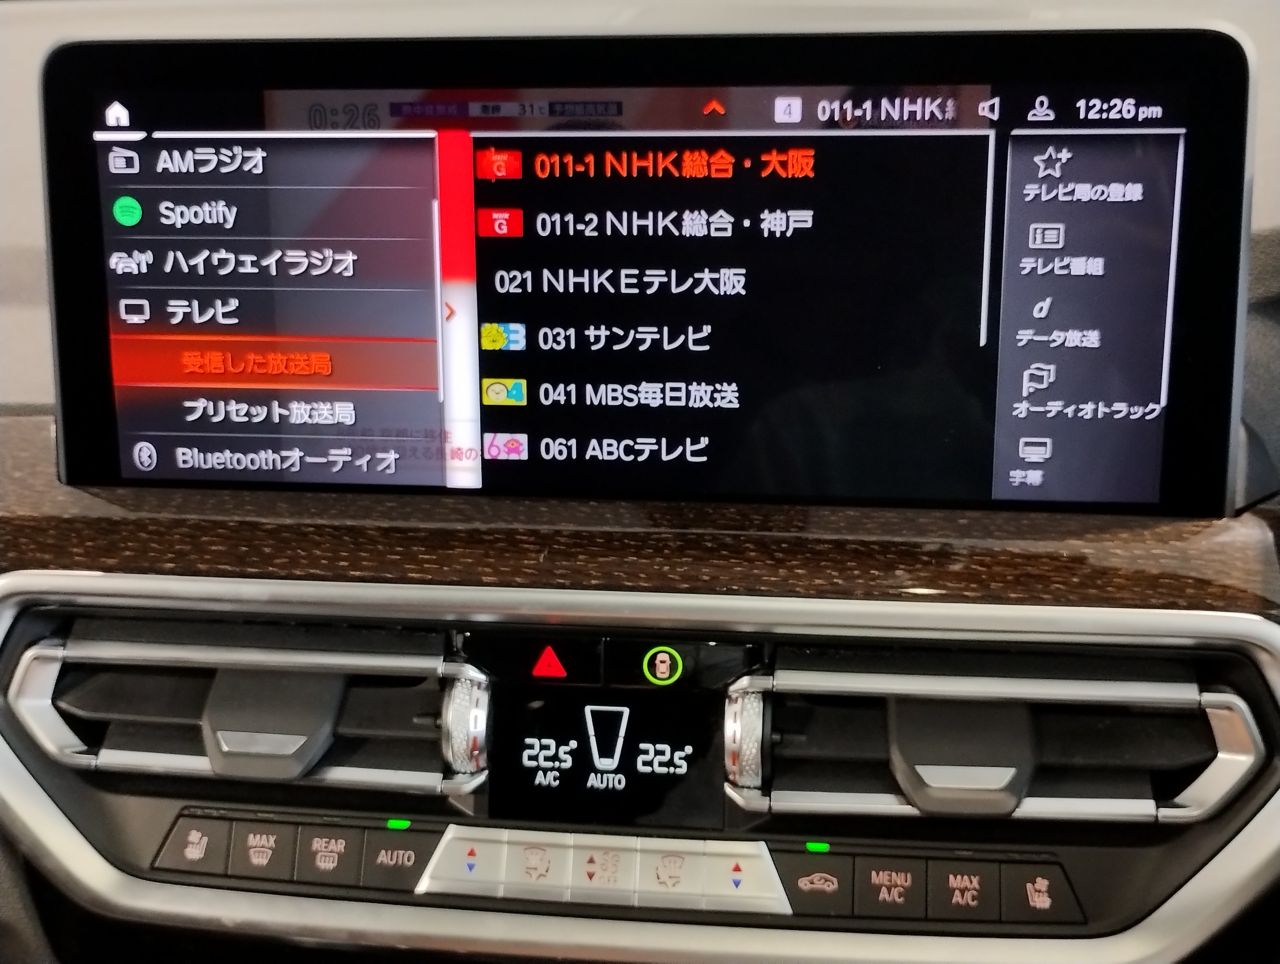 4 011-1 NHK
12:26pm
0:26
31℃
AMラジオ
Spotify
ハイウェイラジオ
テレビ
受信した放送局
プリセット放送局
Bluetoothオーディオ
G 011-1 NHK総合・大阪
G 011-2 NHK総合・神戸
021 NHKEテレ大阪
3 031 サンテレビ
4 041 MBS毎日放送
6 061 ABCテレビ
テレビ局の登録
テレビ番組
d
データ放送
オーディオトラック
字幕
22.5°
A/C
AUTO
22.5°
MAX
REAR
AUTO
MENU
A/C
MAX
A/C